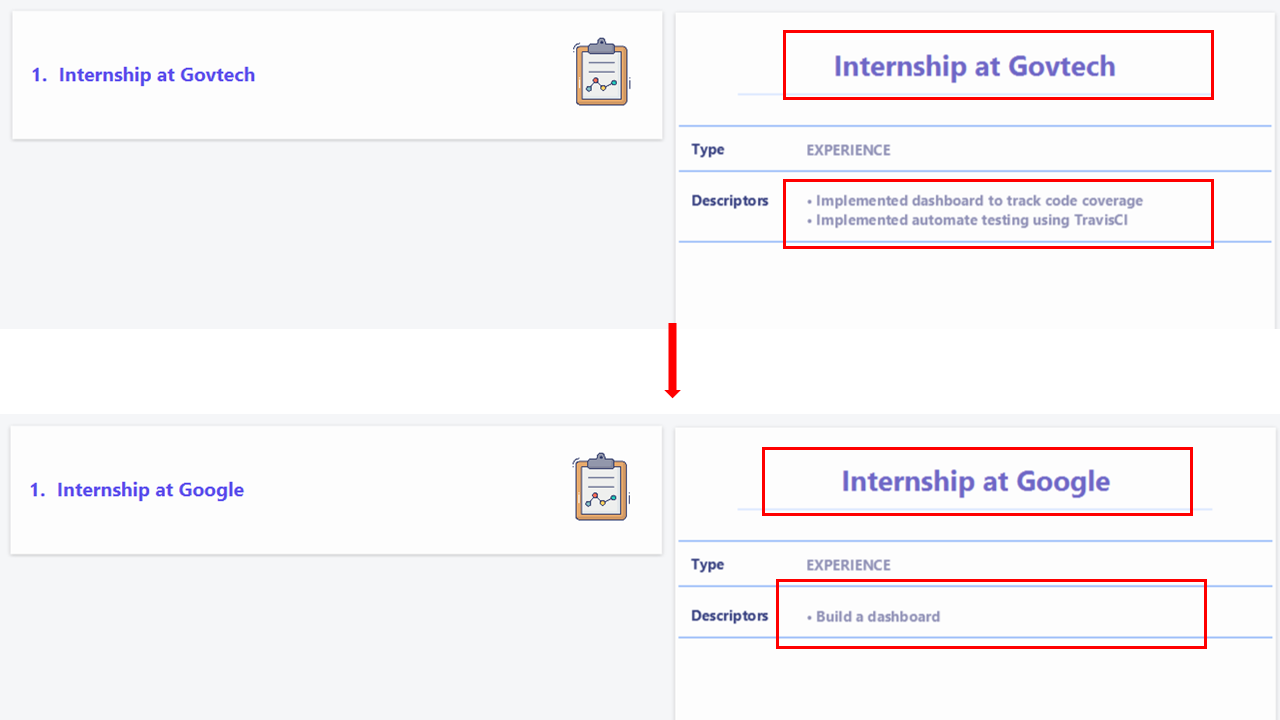 1. Internship at Govtech
Internship at Govtech
Type EXPERIENCE
Descriptors • Implemented dashboard to track code coverage
• Implemented automate testing using TravisCI
1. Internship at Google
Internship at Google
Type EXPERIENCE
Descriptors • Build a dashboard